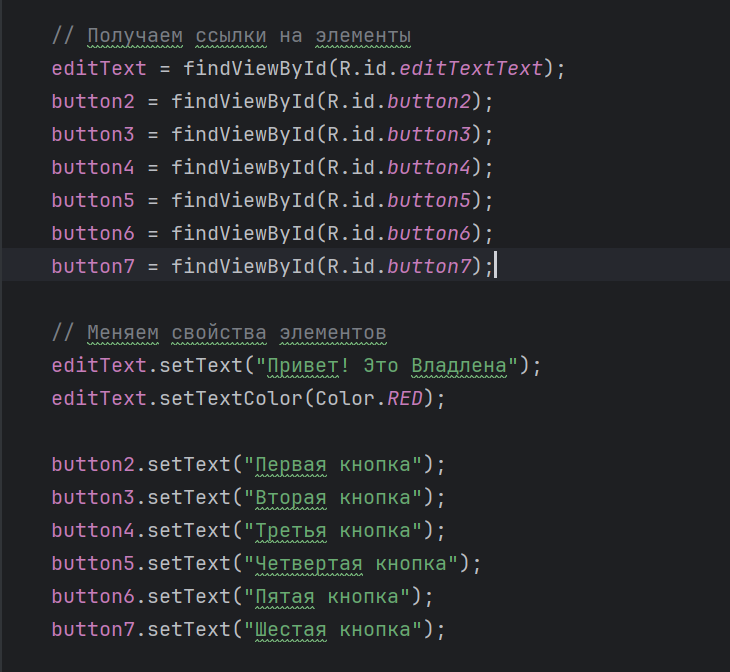 // Получаем ссылки на элементы
editText = findViewById(R.id.editTextText);
button2 = findViewById(R.id.button2);
button3 = findViewById(R.id.button3);
button4 = findViewById(R.id.button4);
button5 = findViewById(R.id.button5);
button6 = findViewById(R.id.button6);
button7 = findViewById(R.id.button7);
// Меняем свойства элементов
editText.setText("Привет! Это Владлена");
editText.setTextColor(Color.RED);
button2.setText("Первая кнопка");
button3.setText("Вторая кнопка");
button4.setText("Третья кнопка");
button5.setText("Четвертая кнопка");
button6.setText("Пятая кнопка");
button7.setText("Шестая кнопка");